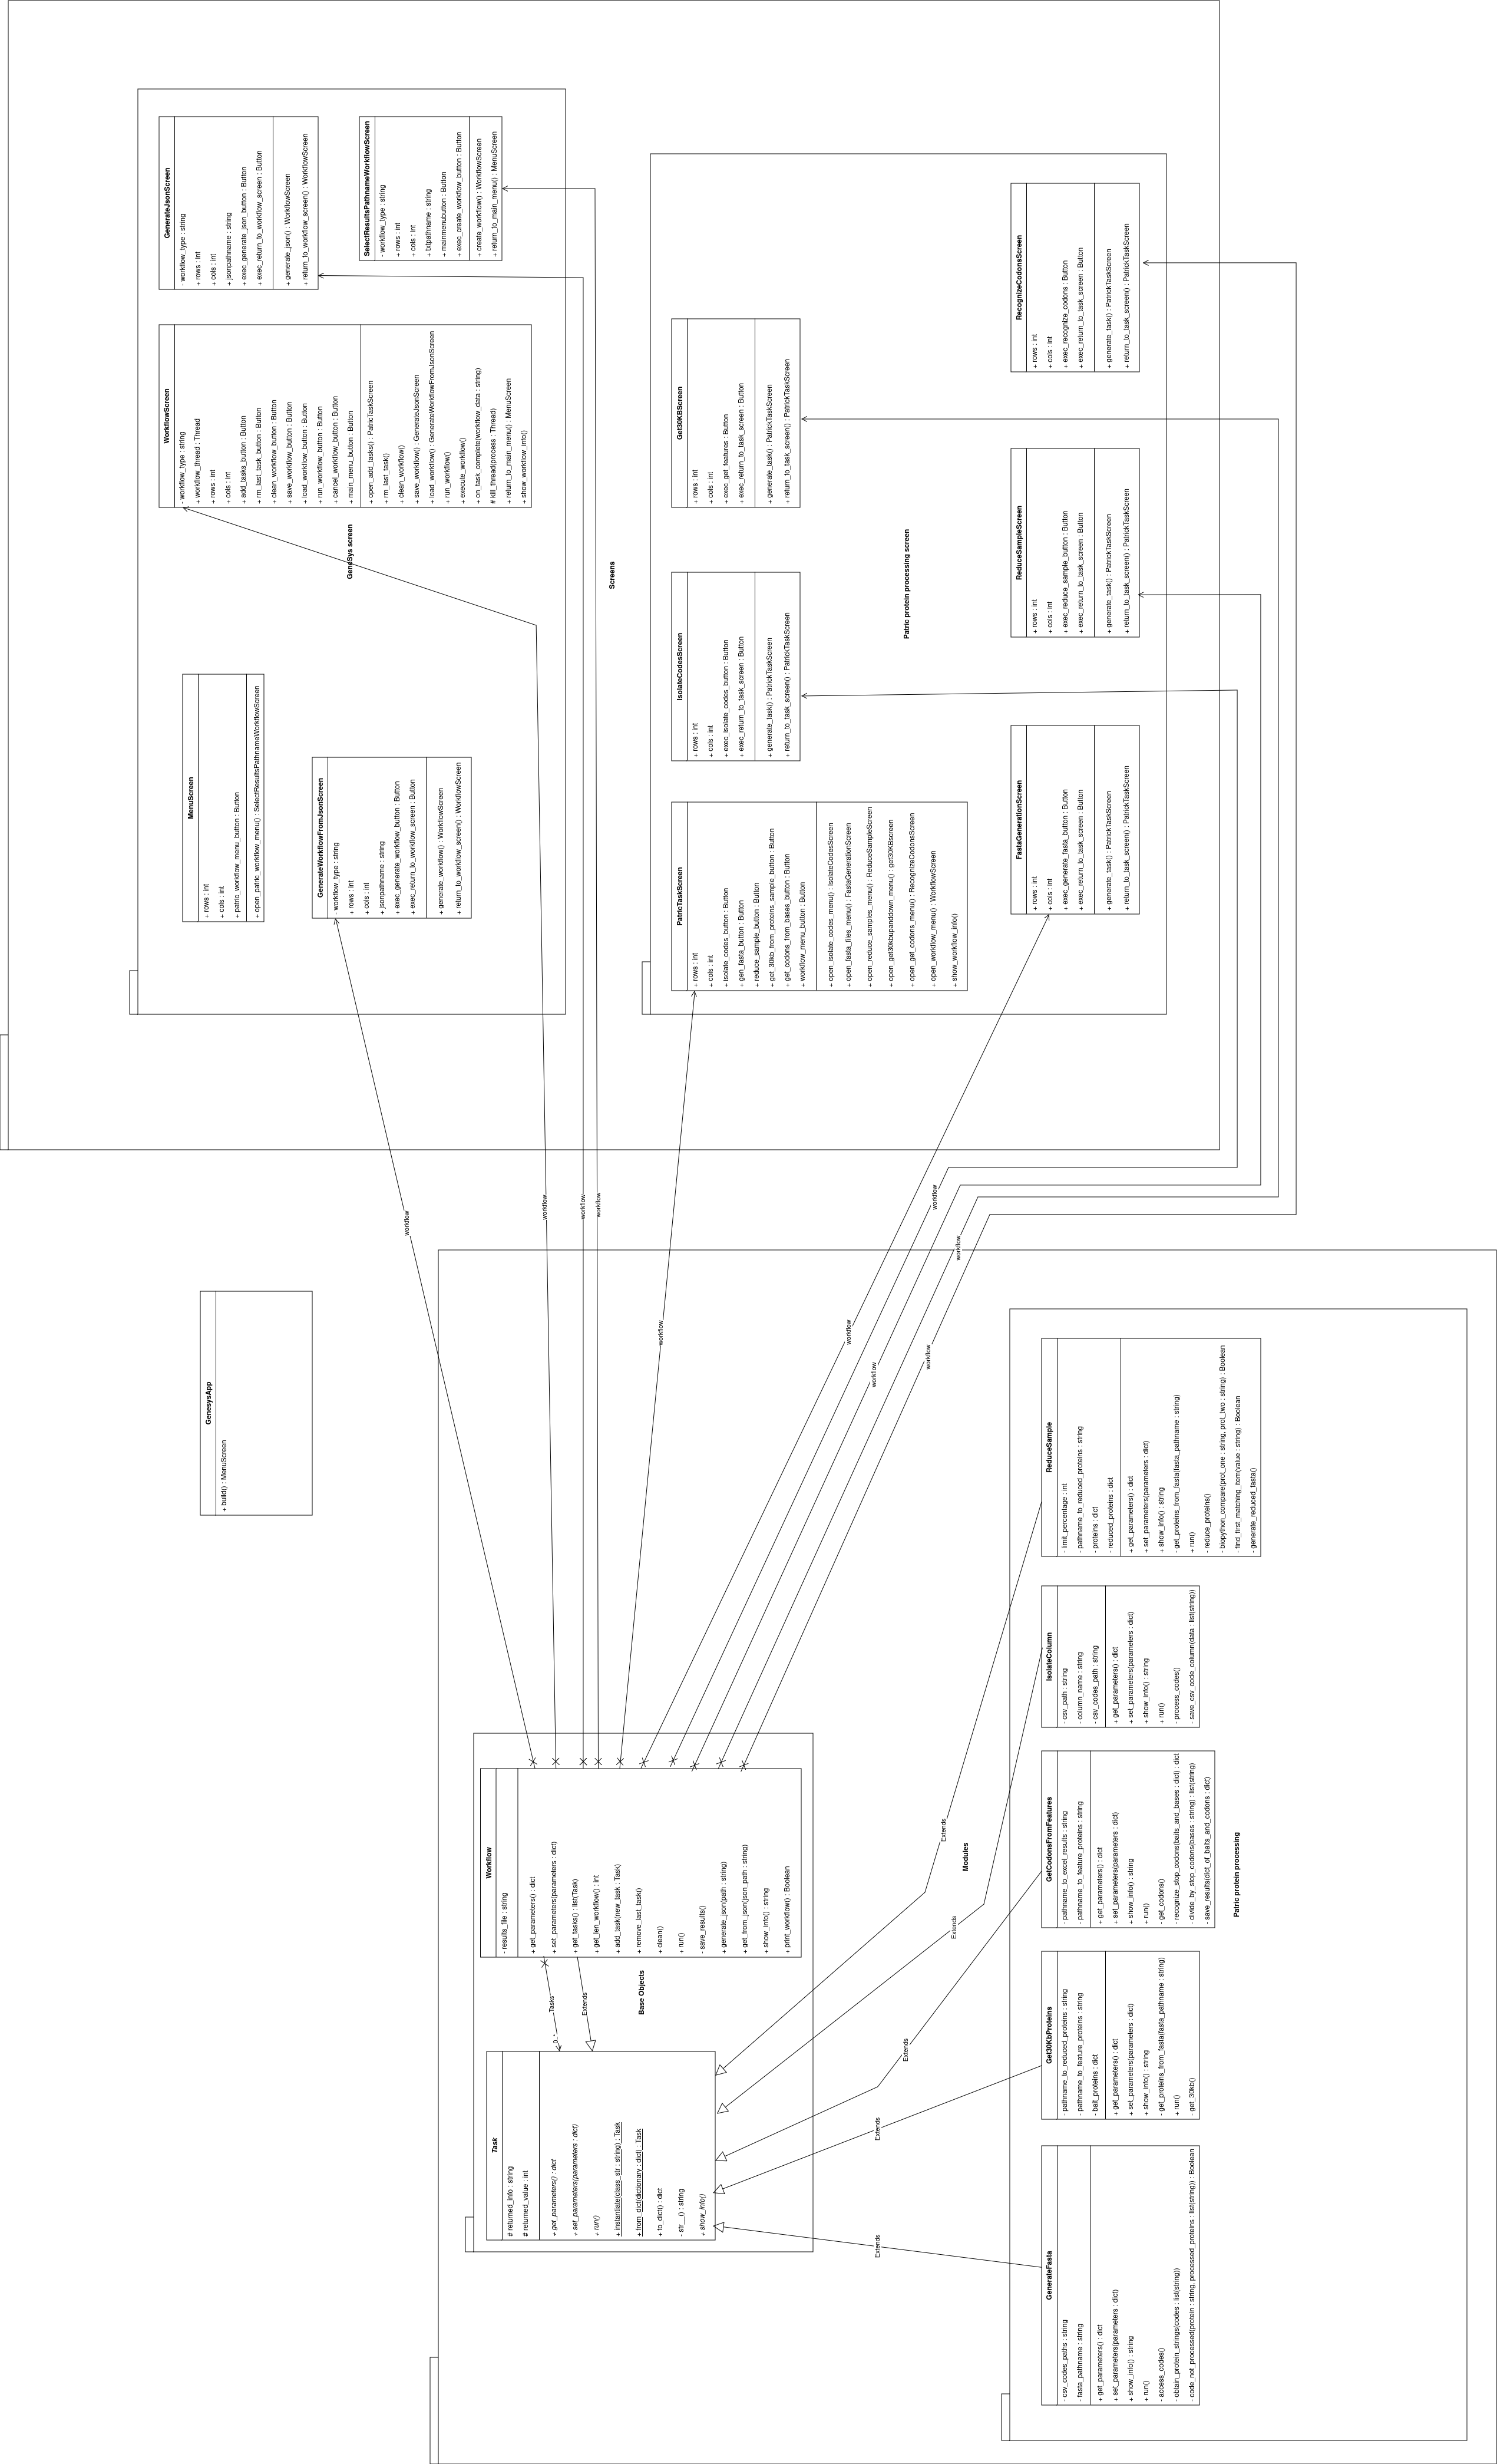 Screens
GeneSys screen
GenerateJsonScreen
- workflow_type : string
+ rows : int
+ cols : int
+ jsonpathname : string
+ exec_generate_json_button : Button
+ exec_return_to_workflow_screen : Button
+ generate_json() : WorkflowScreen
+ return_to_workflow_screen() : WorkflowScreen
SelectResultsPathnameWorkflowScreen
- workflow_type : string
+ rows : int
+ cols : int
+ txtpathname : string
+ mainmenubutton : Button
+ exec_create_workflow_button : Button
+ create_workflow() : WorkflowScreen
+ return_to_main_menu() : MenuScreen
WorkflowScreen
- workflow_type : string
+ workflow_thread : Thread
+ rows : int
+ cols : int
+ add_tasks_button : Button
+ rm_last_task_button : Button
+ clean_workflow_button : Button
+ save_workflow_button : Button
+ load_workflow_button : Button
+ run_workflow_button : Button
+ cancel_workflow_button : Button
+ main_menu_button : Button
+ open_add_tasks() : PatricTaskScreen
+ rm_last_task()
+ clean_workflow()
+ save_workflow() : GenerateJsonScreen
+ load_workflow() : GenerateWorkflowFromJsonScreen
+ run_workflow()
+ execute_workflow()
+ on_task_complete(workflow_data : string)
# kill_thread(process : Thread)
+ return_to_main_menu() : MenuScreen
+ show_workflow_info()
MenuScreen
+ rows : int
+ cols : int
+ patric_workflow_menu_button : Button
+ open_patric_workflow_menu() : SelectResultsPathnameWorkflowScreen
GenerateWorkflowFromJsonScreen
- workflow_type : string
+ rows : int
+ cols : int
+ jsonpathname : string
+ exec_generate_workflow_button : Button
+ exec_return_to_workflow_screen : Button
+ generate_workflow() : WorkflowScreen
+ return_to_workflow_screen() : WorkflowScreen
Patric protein processing screen
Get30KBScreen
+ rows : int
+ cols : int
+ exec_get_features : Button
+ exec_return_to_task_screen : Button
+ generate_task() : PatrickTaskScreen
+ return_to_task_screen() : PatrickTaskScreen
RecognizeCodonsScreen
+ rows : int
+ cols : int
+ exec_recognize_codons : Button
+ exec_return_to_task_screen : Button
+ generate_task() : PatrickTaskScreen
+ return_to_task_screen() : PatrickTaskScreen
IsolateCodesScreen
+ rows : int
+ cols : int
+ exec_isolate_codes_button : Button
+ exec_return_to_task_screen : Button
+ generate_task() : PatrickTaskScreen
+ return_to_task_screen() : PatrickTaskScreen
ReduceSampleScreen
+ rows : int
+ cols : int
+ exec_reduce_sample_button : Button
+ exec_return_to_task_screen : Button
+ generate_task() : PatrickTaskScreen
+ return_to_task_screen() : PatrickTaskScreen
PatricTaskScreen
+ rows : int
+ cols : int
+ isolate_codes_button : Button
+ gen_fasta_button : Button
+ reduce_sample_button : Button
+ get_30kb_from_proteins_sample_button : Button
+ get_codons_from_bases_button : Button
+ workflow_menu_button : Button
+ open_isolate_codes_menu() : IsolateCodesScreen
+ open_fasta_files_menu() : FastaGenerationScreen
+ open_reduce_samples_menu() : ReduceSampleScreen
+ open_get30kbupanddown_menu() : get30KBscreen
+ open_get_codons_menu() : RecognizeCodonsScreen
+ open_workflow_menu() : WorkflowScreen
+ show_workflow_info()
FastaGenerationScreen
+ rows : int
+ cols : int
+ exec_generate_fasta_button : Button
+ exec_return_to_task_screen : Button
+ generate_task() : PatrickTaskScreen
+ return_to_task_screen() : PatrickTaskScreen
workflow
workflow
workflow
workflow
workflow
workflow
workflow
workflow
workflow
workflow
GenesysApp
+ build() : MenuScreen
Modules
Base Objects
Workflow
- results_file : string
+ get_parameters() : dict
+ set_parameters(parameters : dict)
+ get_tasks() : list(Task)
+ get_len_workflow() : int
+ add_task(new_task : Task)
+ remove_last_task()
+ clean()
+ run()
- save_results()
+ generate_json(path : string)
+ get_from_json(json_path : string)
+ show_info() : string
+ print_workflow() : Boolean
Tasks
0..*
Extends
Task
# returned_info : string
# returned_value : int
+ get_parameters() : dict
+ set_parameters(parameters : dict)
+ run()
+ instantiate(class_str : string) : Task
+ from_dict(dictionary : dict) : Task
+ to_dict() : dict
- str__() : string
+ show_info()
Extends
Extends
Extends
Extends
Extends
Patric protein processing
ReduceSample
- limit_percentage : int
- pathname_to_reduced_proteins : string
- proteins : dict
- reduced_proteins : dict
+ get_parameters() : dict
+ set_parameters(parameters : dict)
+ show_info() : string
- get_proteins_from_fasta(fasta_pathname : string)
+ run()
- reduce_proteins()
- biopython_compare(prot_one : string, prot_two : string) : Boolean
- find_first_matching_item(value : string) : Boolean
- generate_reduced_fasta()
IsolateColumn
- csv_path : string
- column_name : string
- csv_codes_path : string
+ get_parameters() : dict
+ set_parameters(parameters : dict)
+ show_info() : string
+ run()
- process_codes()
- save_csv_code_column(data : list(string))
GetCodonsFromFeatures
- pathname_to_excel_results : string
- pathname_to_feature_proteins : string
+ get_parameters() : dict
+ set_parameters(parameters : dict)
+ show_info() : string
+ run()
- get_codons()
- recognize_stop_codons(baits_and_bases : dict) : dict
- divide_by_stop_codons(bases : string) : list(string)
- save_results(dict_of_baits_and_codons : dict)
Get30KbProteins
- pathname_to_reduced_proteins : string
- pathname_to_feature_proteins : string
- bait_proteins : dict
+ get_parameters() : dict
+ set_parameters(parameters : dict)
+ show_info() : string
- get_proteins_from_fasta(fasta_pathname : string)
+ run()
- get_30kb()
GenerateFasta
- csv_codes_paths : string
- fasta_pathname : string
+ get_parameters() : dict
+ set_parameters(parameters : dict)
+ show_info() : string
+ run()
- access_codes()
- obtain_protein_strings(codes : list(string))
- code_not_processed(protein : string, processed_proteins : list(string)) : Boolean